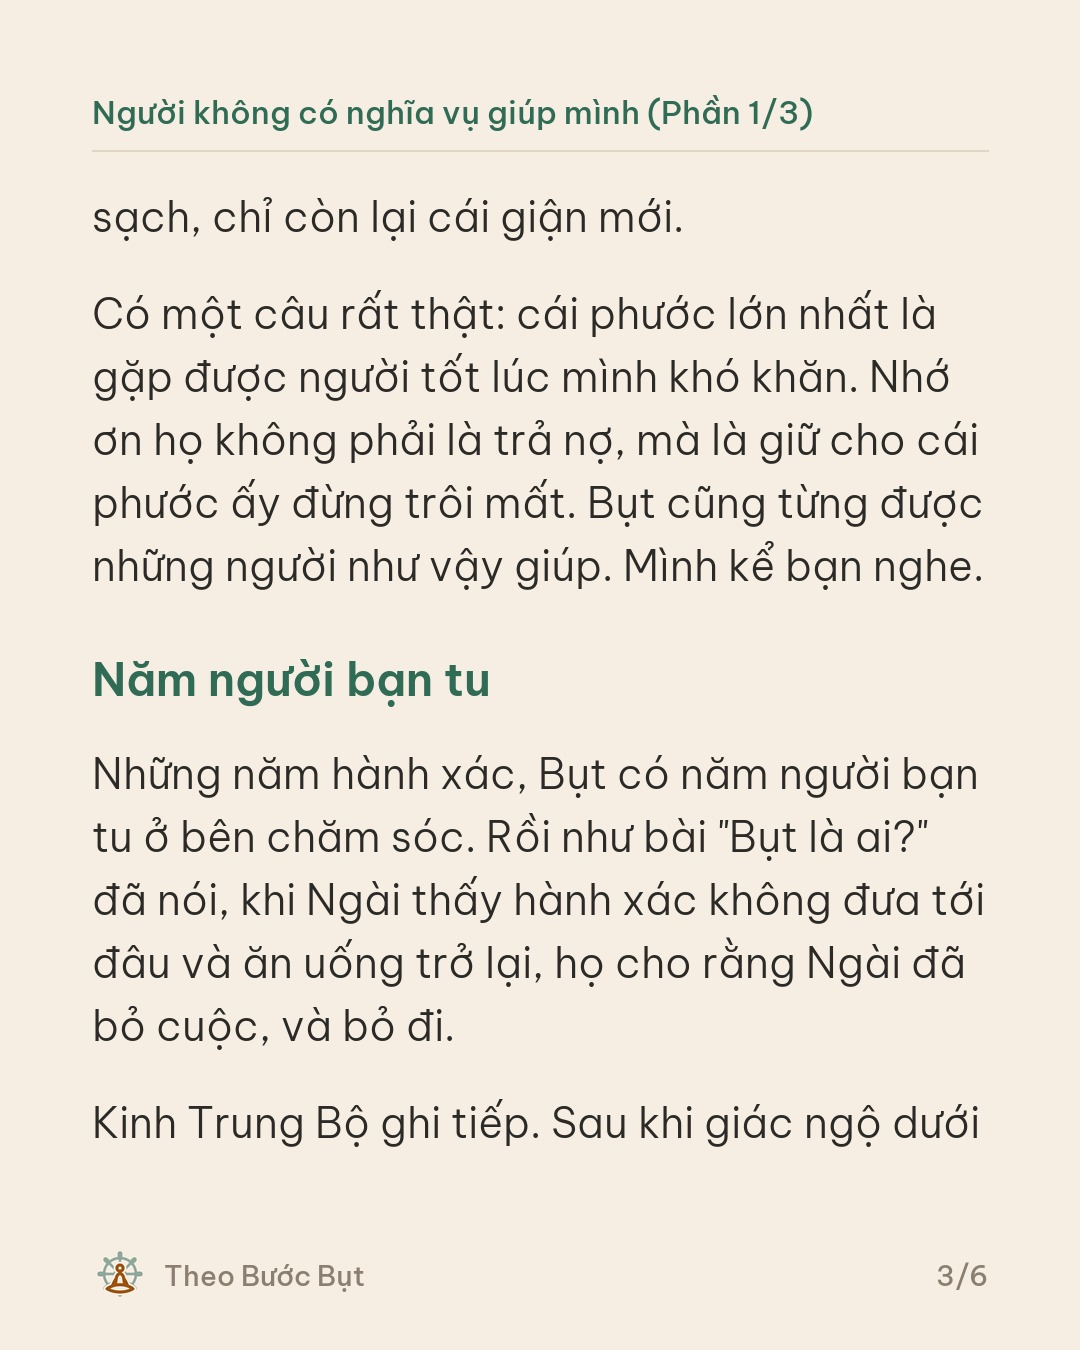 Người không có nghĩa vụ giúp mình (Phần 1/3)
sạch, chỉ còn lại cái giận mới.
Có một câu rất thật: cái phước lớn nhất là
gặp được người tốt lúc mình khó khăn. Nhớ
ơn họ không phải là trả nợ, mà là giữ cho cái
phước ấy đừng trôi mất. Bụt cũng từng được
những người như vậy giúp. Mình kể bạn nghe.
Năm người bạn tu
Những năm hành xác, Bụt có năm người bạn
tu ở bên chăm sóc. Rồi như bài "Bụt là ai?"
đã nói, khi Ngài thấy hành xác không đưa tới
đâu và ăn uống trở lại, họ cho rằng Ngài đã
bỏ cuộc, và bỏ đi.
Kinh Trung Bộ ghi tiếp. Sau khi giác ngộ dưới
Theo Bước Bụt
3/6